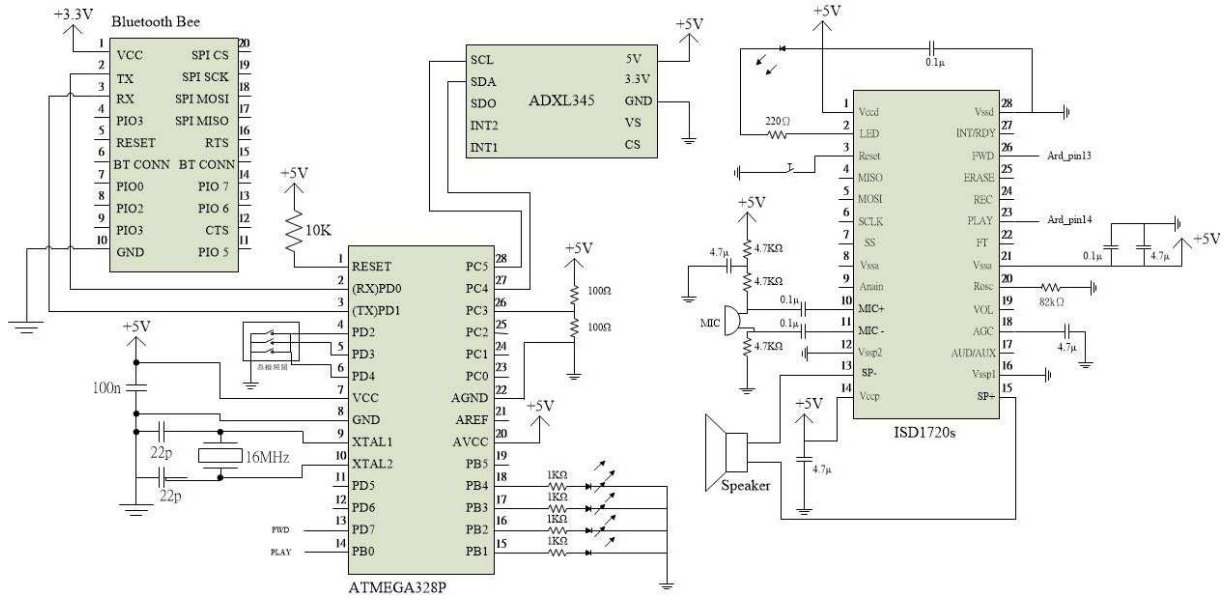 Bluetooth Bee
+3.3V
1 VCC
2 TX
3 RX
4 PIO3
5 RESET
6 BT CONN
7 PIO0
8 PIO2
9 PIO3
10 GND
SPI CS 20
SPI SCK 19
SPI MOSI 18
SPI MISO 17
RTS 16
BT CONN 15
PIO 7 14
PIO 6 13
CTS 12
PIO 5 11
ADXL345
SCL
SDA
SDO
INT2
INT1
5V
3.3V
GND
VS
CS
+5V
+5V
10K
ATMEGA328P
1 RESET
2 (RX)PD0
3 (TX)PD1
4 PD2
5 PD3
6 PD4
7 VCC
8 GND
9 XTAL1
10 XTAL2
11 PD5
12 PD6
13 PD7
14 PB0
PC5 28
PC4 27
PC3 26
PC2 25
PC1 24
PC0 23
AGND 22
AREF 21
AVCC 20
PB5 19
PB4 18
PB3 17
PB2 16
PB1 15
+5V
100Ω
100Ω
+5V
+5V
100n
22p
22p
16MHz
FWD
PLAY
1KΩ
1KΩ
1KΩ
1KΩ
+5V
0.1µ
220Ω
ISD1720s
1 Vccd
2 LED
3 Reset
4 MISO
5 MOSI
6 SCLK
7 SS
8 Vssa
9 Anain
10 MIC+
11 MIC -
12 Vssp2
13 SP-
14 Vccp
Vssd 28
INT/RDY 27
FWD 26
ERASE 25
REC 24
PLAY 23
FT 22
Vssa 21
Rosc 20
VOL 19
AGC 18
AUD/AUX 17
Vssp1 16
SP+ 15
Ard_pin13
Ard_pin14
+5V
0.1µ
4.7µ
82kΩ
4.7µ
+5V
4.7µ
4.7KΩ
4.7KΩ
0.1µ
MIC
0.1µ
4.7KΩ
+5V
4.7µ
Speaker